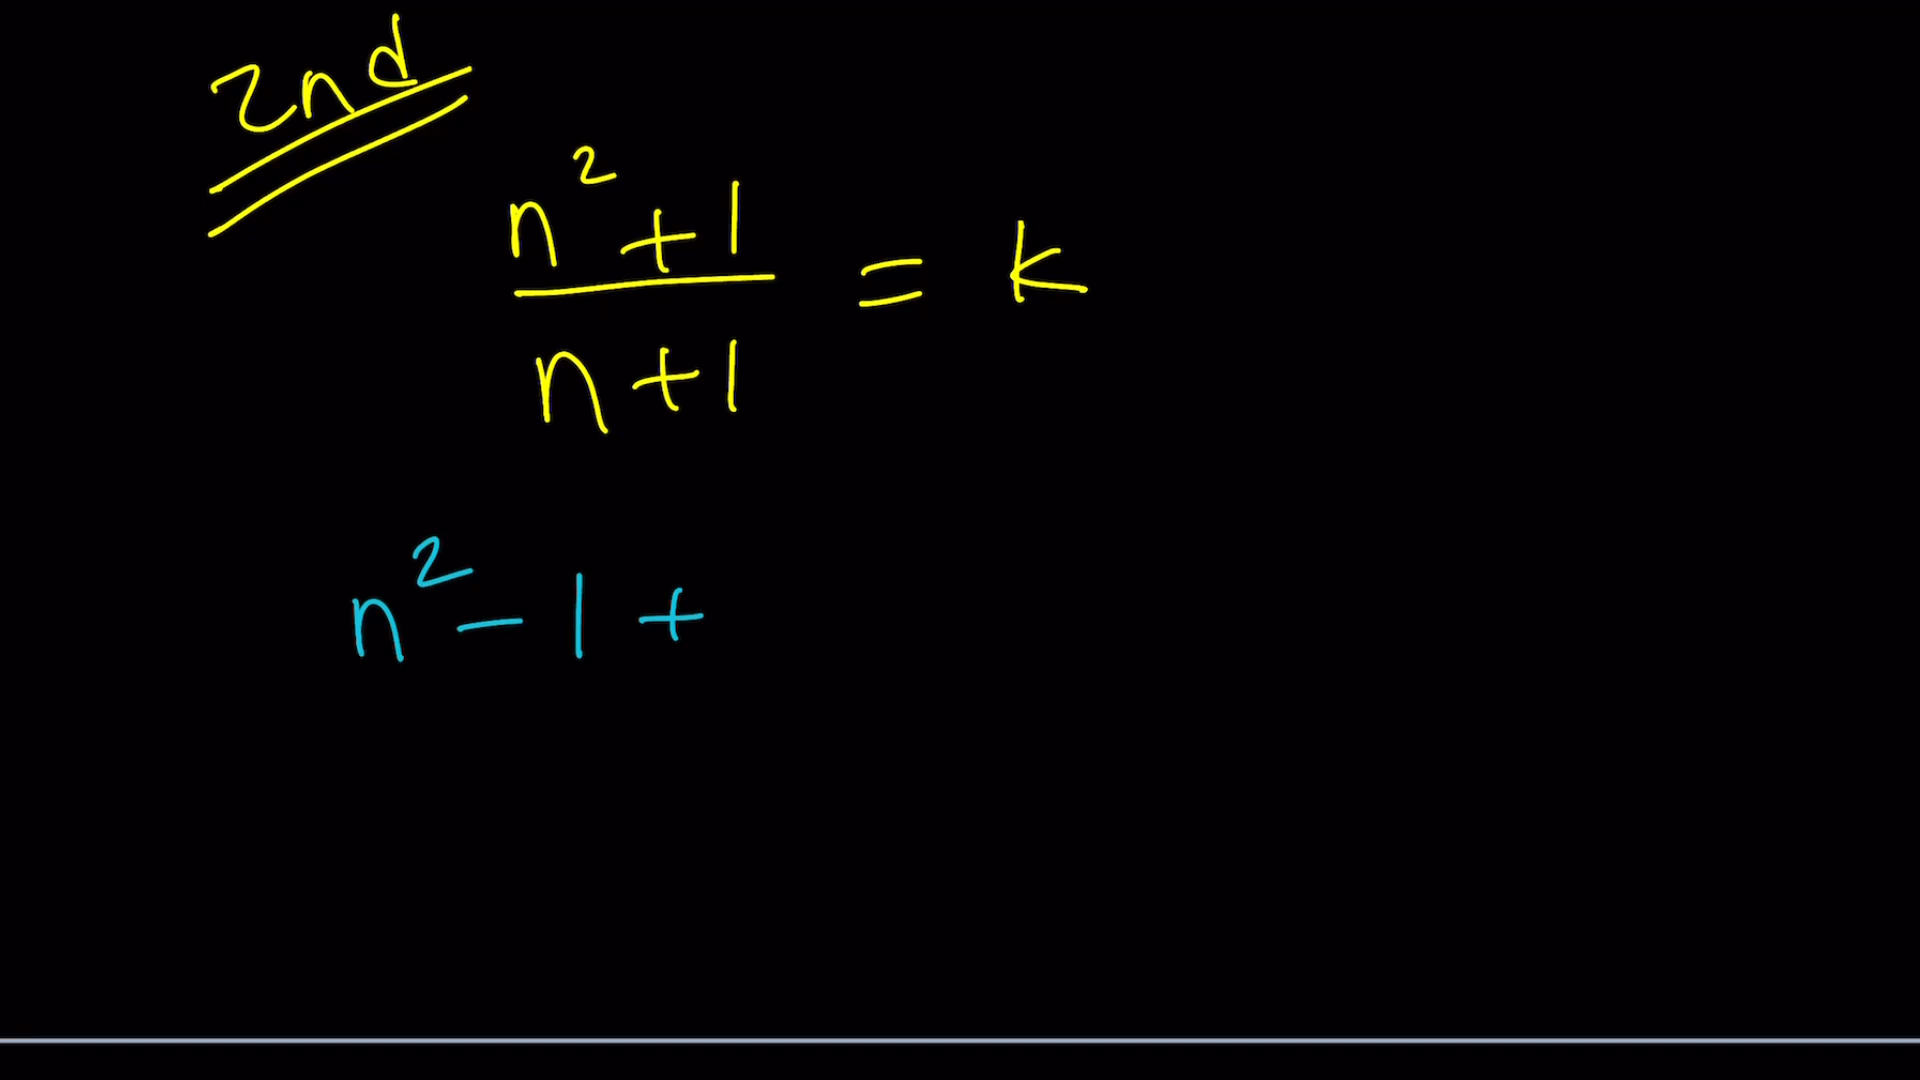 2nd
n² + 1
n + 1
= k
n² - 1 +